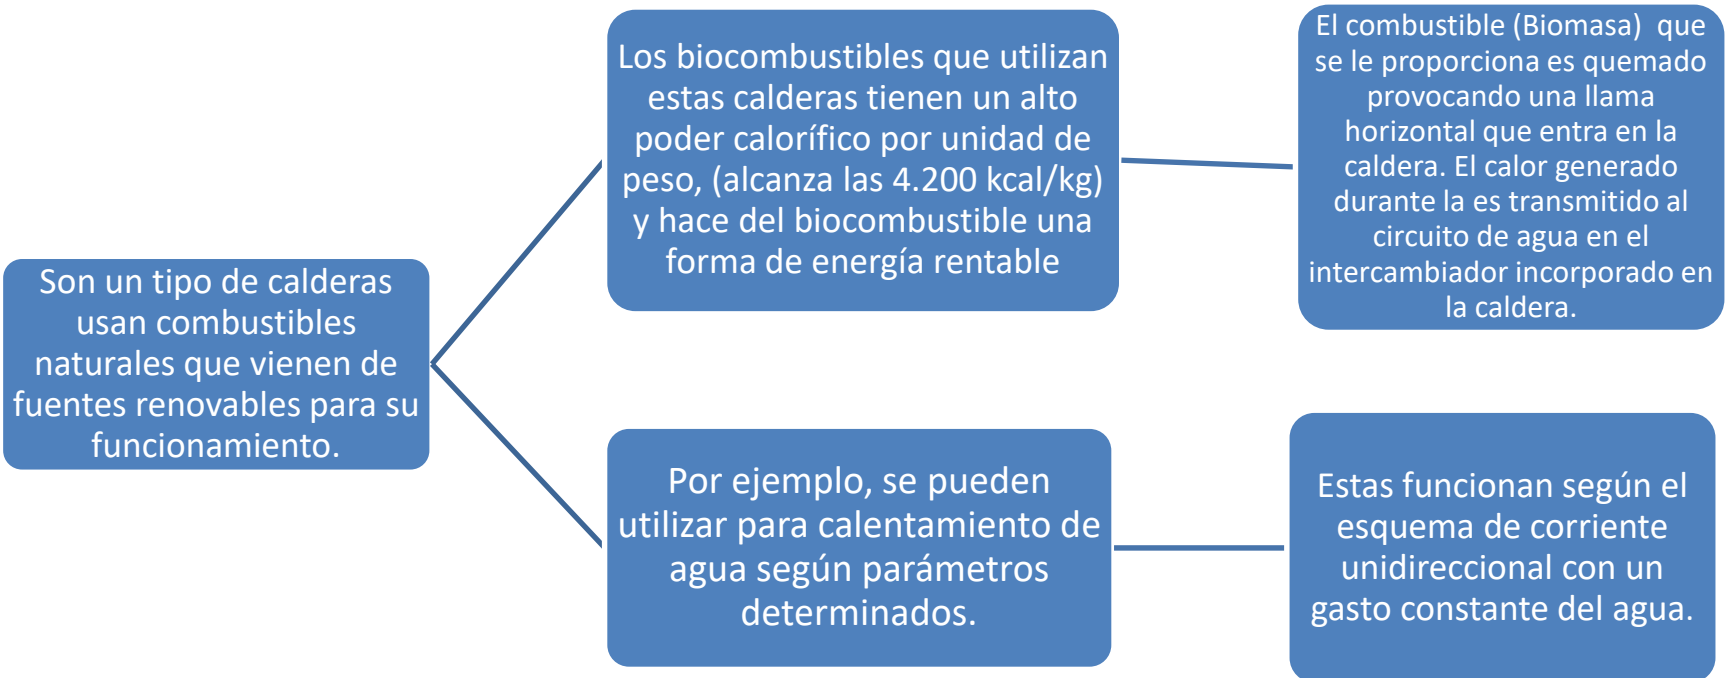 Son un tipo de calderas
usan combustibles
naturales que vienen de
fuentes renovables para su
funcionamiento.
Los biocombustibles que utilizan
estas calderas tienen un alto
poder calorífico por unidad de
peso, (alcanza las 4.200 kcal/kg)
y hace del biocombustible una
forma de energía rentable
El combustible (Biomasa) que
se le proporciona es quemado
provocando una llama
horizontal que entra en la
caldera. El calor generado
durante la es transmitido al
circuito de agua en el
intercambiador incorporado en
la caldera.
Por ejemplo, se pueden
utilizar para calentamiento de
agua según parámetros
determinados.
Estas funcionan según el
esquema de corriente
unidireccional con un
gasto constante del agua.